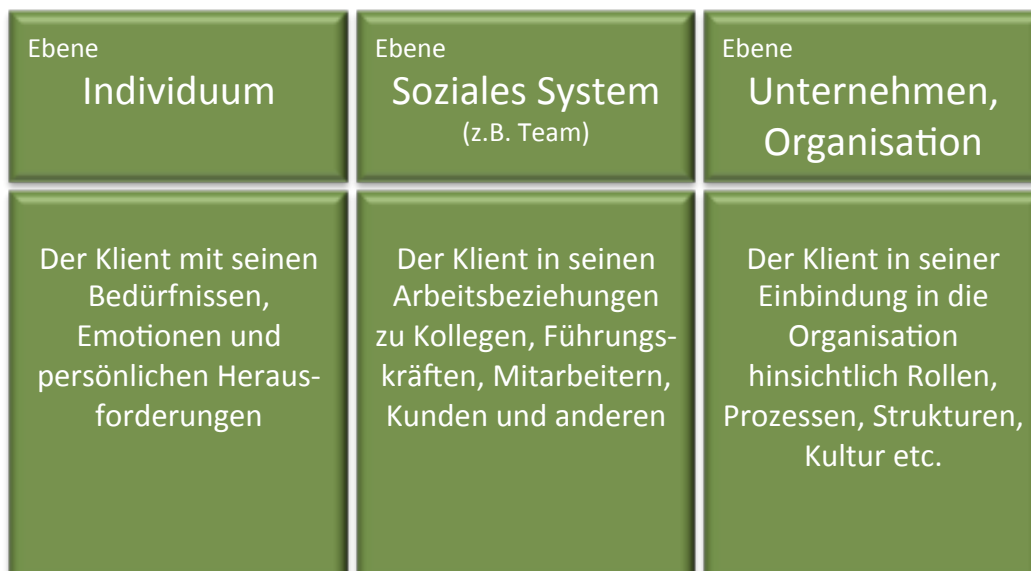 Ebene
Individuum
Ebene
Soziales System
(z.B. Team)
Ebene
Unternehmen,
Organisation
Der Klient mit seinen
Bedürfnissen,
Emotionen und
persönlichen Heraus-
forderungen
Der Klient in seinen
Arbeitsbeziehungen
zu Kollegen, Führungs-
kräften, Mitarbeitern,
Kunden und anderen
Der Klient in seiner
Einbindung in die
Organisation
hinsichtlich Rollen,
Prozessen, Strukturen,
Kultur etc.